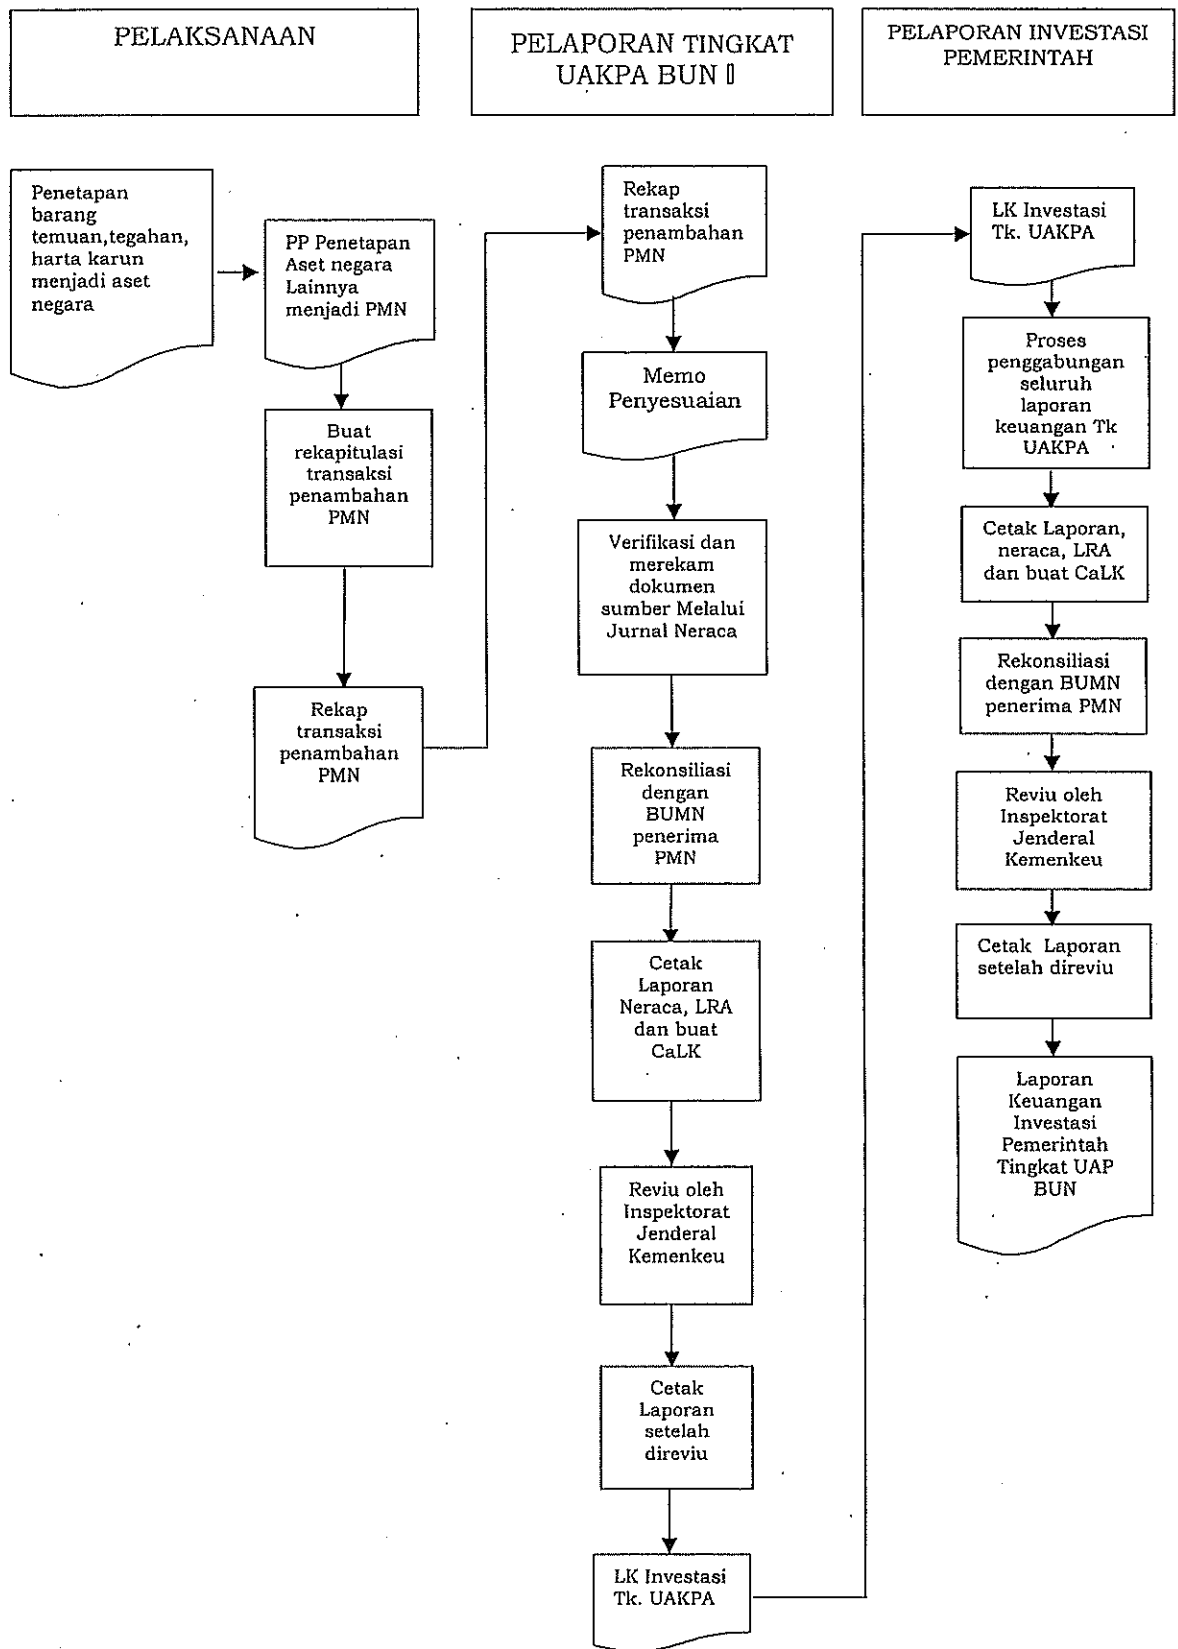 PELAKSANAAN
PELAPORAN TINGKAT
UAKPA BUN
PELAPORAN INVESTASI
PEMERINTAH
Penetapan
barang
temuan,tegahan,
harta karun
menjadi aset
negara
PP Penetapan
Aset negara
Lainnya
menjadi PMN
Buat
rekapitulasi
transaksi
penambahan
PMN
Rekap
transaksi
penambahan
PMN
Rekap
transaksi
penambahan
PMN
Memo
Penyesuaian
Verifikasi dan
merekam
dokumen
sumber Melalui
Jurnal Neraca
Rekonsiliasi
dengan
BUMN
penerima
PMN
Cetak
Laporan
Neraca, LRA
dan buat
CaLK
Reviu oleh
Inspektorat
Jenderal
Kemenkeu
Cetak
Laporan
setelah
direviu
LK Investasi
Tk. UAKPA
LK Investasi
Tk. UAKPA
Proses
penggabungan
seluruh
laporan
keuangan Tk
UAKPA
Cetak Laporan,
neraca, LRA
dan buat CaLK
Rekonsiliasi
dengan BUMN
penerima PMN
Reviu oleh
Inspektorat
Jenderal
Kemenkeu
Cetak Laporan
setelah direviu
Laporan
Keuangan
Investasi
Pemerintah
Tingkat UAP
BUN